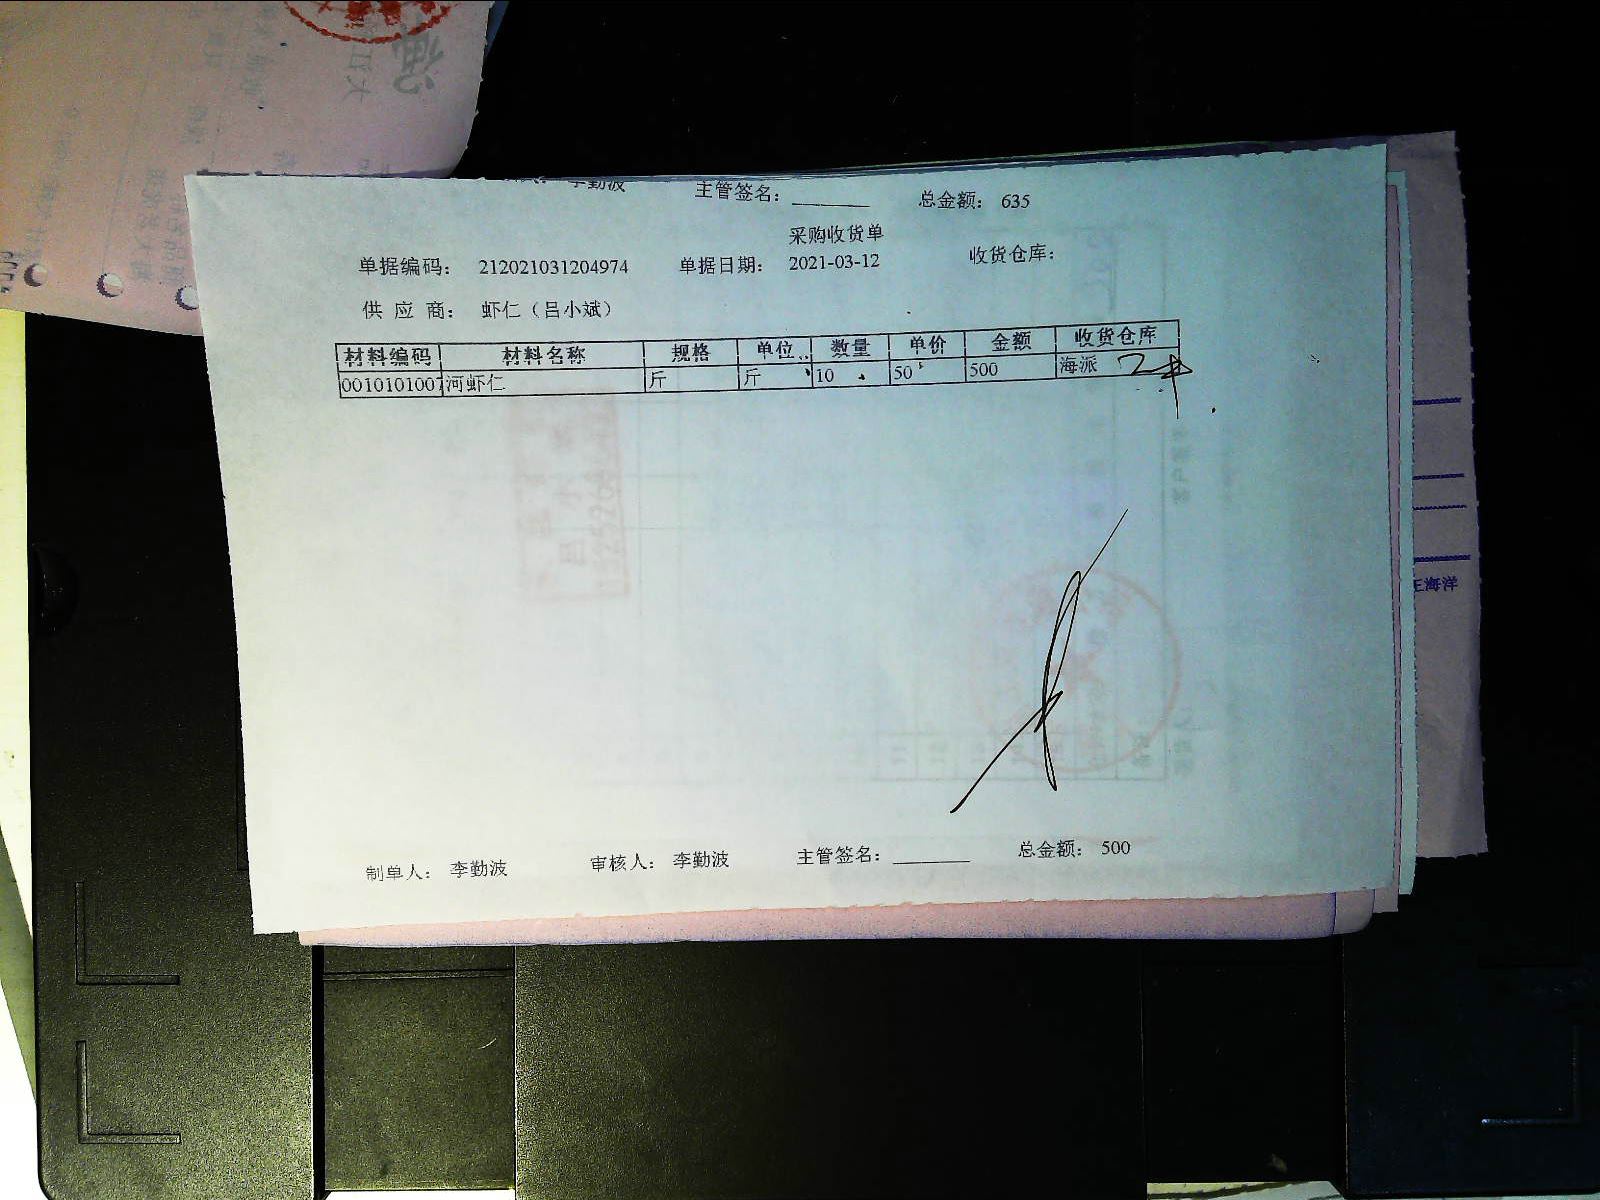 李勤波 主管签名：________ 总金额： 635
采购收货单
单据编码： 212021031204974 单据日期： 2021-03-12 收货仓库：
供 应 商： 虾仁（吕小斌）
材料编码 材料名称 规格 单位 数量 单价 金额 收货仓库
0010101007 河虾仁 斤 斤 10 50 500 海派
制单人： 李勤波 审核人： 李勤波 主管签名：________ 总金额： 500
王海洋